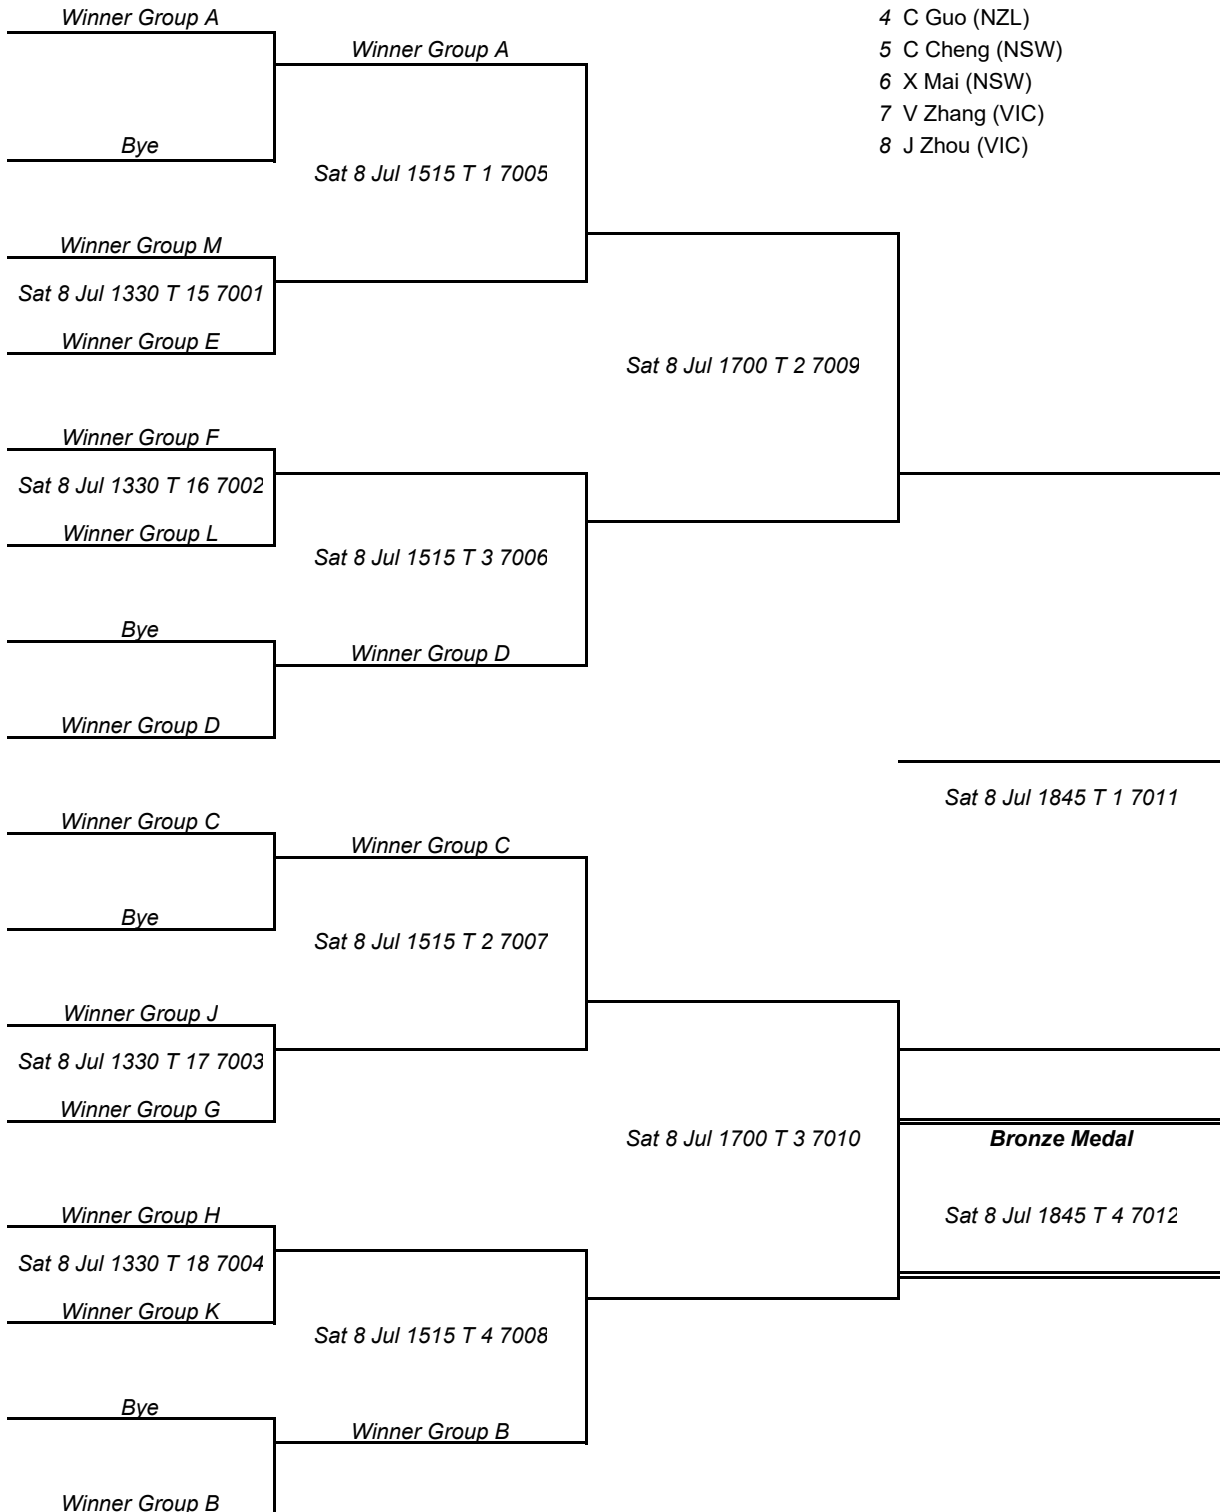 Winner Group A
4 C Guo (NZL)
Winner Group A
5 C Cheng (NSW)
6 X Mai (NSW)
7 V Zhang (VIC)
Bye
8 J Zhou (VIC)
Sat 8 Jul 1515 T 1 7005
Winner Group M
Sat 8 Jul 1330 T 15 7001
Winner Group E
Sat 8 Jul 1700 T 2 7009
Winner Group F
Sat 8 Jul 1330 T 16 7002
Winner Group L
Sat 8 Jul 1515 T 3 7006
Bye
Winner Group D
Winner Group D
Sat 8 Jul 1845 T 1 7011
Winner Group C
Winner Group C
Bye
Sat 8 Jul 1515 T 2 7007
Winner Group J
Sat 8 Jul 1330 T 17 7003
Winner Group G
Sat 8 Jul 1700 T 3 7010
Bronze Medal
Winner Group H
Sat 8 Jul 1845 T 4 7012
Sat 8 Jul 1330 T 18 7004
Winner Group K
Sat 8 Jul 1515 T 4 7008
Bye
Winner Group B
Winner Group B